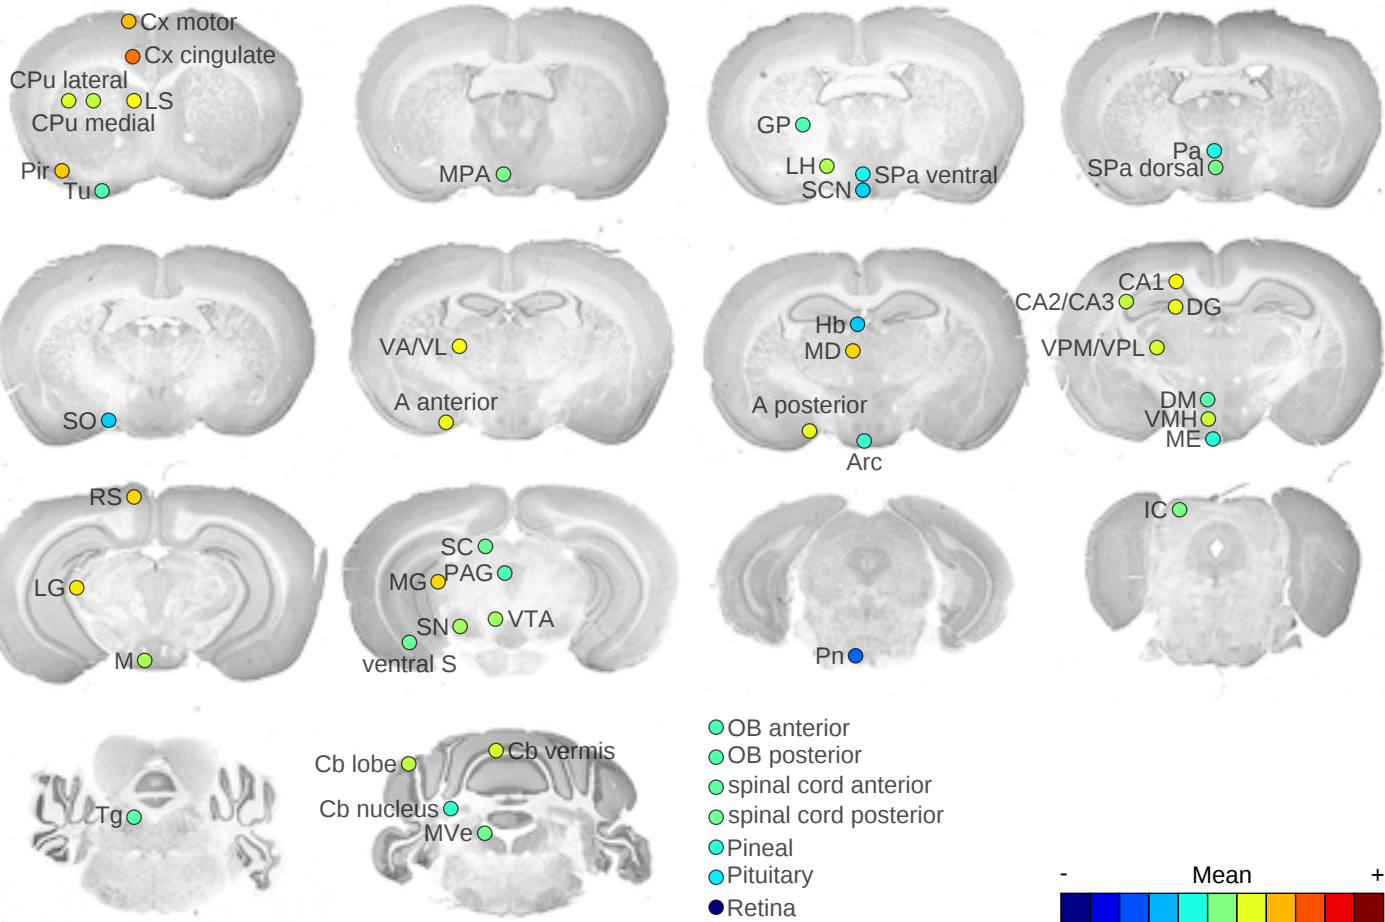 Cx motor
Cx cingulate
CPu lateral
LS
CPu medial
Pir
Tu
MPA
GP
LH
SPa ventral
SCN
Pa
SPa dorsal
SO
VA/VL
A anterior
Hb
MD
A posterior
Arc
CA1
CA2/CA3
DG
VPM/VPL
DM
VMH
ME
RS
LG
M
SC
PAG
MG
VTA
SN
ventral S
Pn
IC
Tg
Cb vermis
Cb lobe
Cb nucleus
MVe
OB anterior
OB posterior
spinal cord anterior
spinal cord posterior
Pineal
Pituitary
Retina
- Mean +